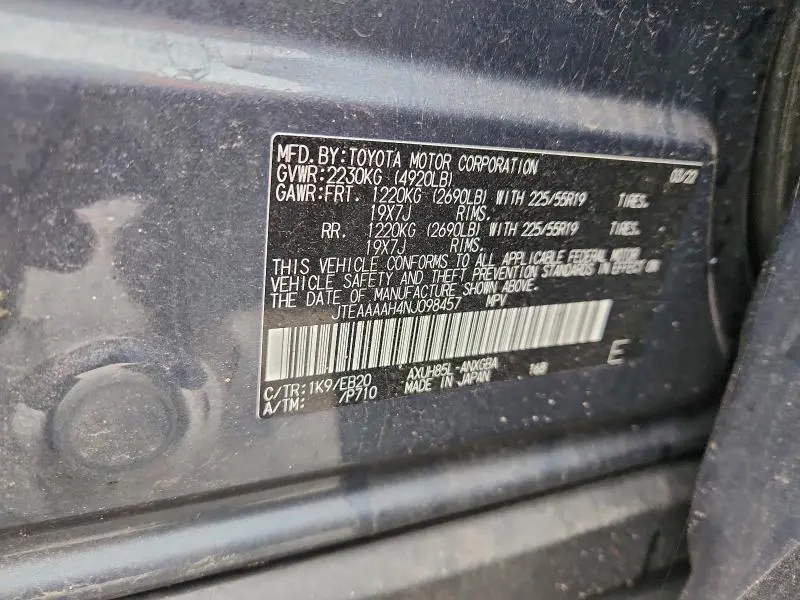 MFD.BY:TOYOTA MOTOR CORPORATION 03/22
GVWR:2230KG (4920LB)
GAWR:FRT. 1220KG (2690LB) WITH 225/55R19 TIRES.
19X7J RIMS.
RR. 1220KG (2690LB) WITH 225/55R19 TIRES.
19X7J RIMS.
THIS VEHICLE CONFORMS TO ALL APPLICABLE FEDERAL MOTOR
VEHICLE SAFETY AND THEFT PREVENTION STANDARDS IN EFFECT ON
THE DATE OF MANUFACTURE SHOWN ABOVE.
JTEAAAAH4NJ098457 MPV
C/TR:1K9/EB20 AXUH85L-ANXGBA 168 E
A/TM: /P710 MADE IN JAPAN